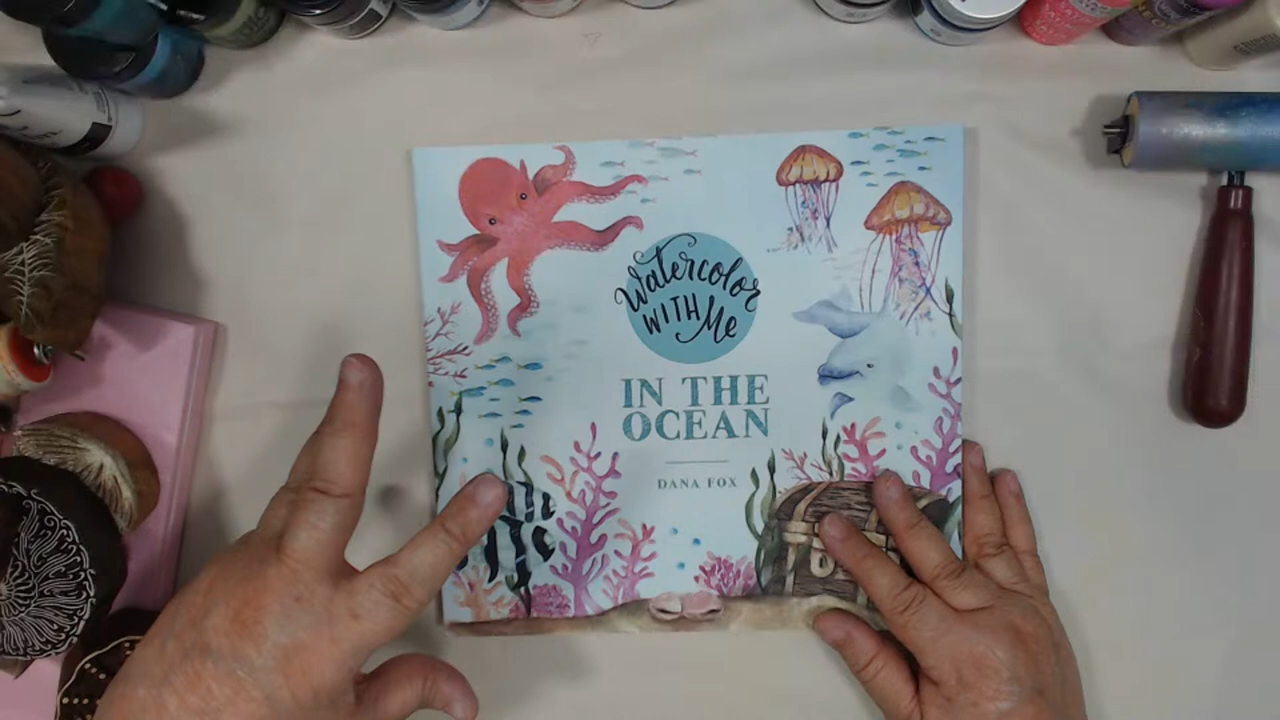 Watercolor
WITH Me
IN THE
OCEAN
DANA FOX